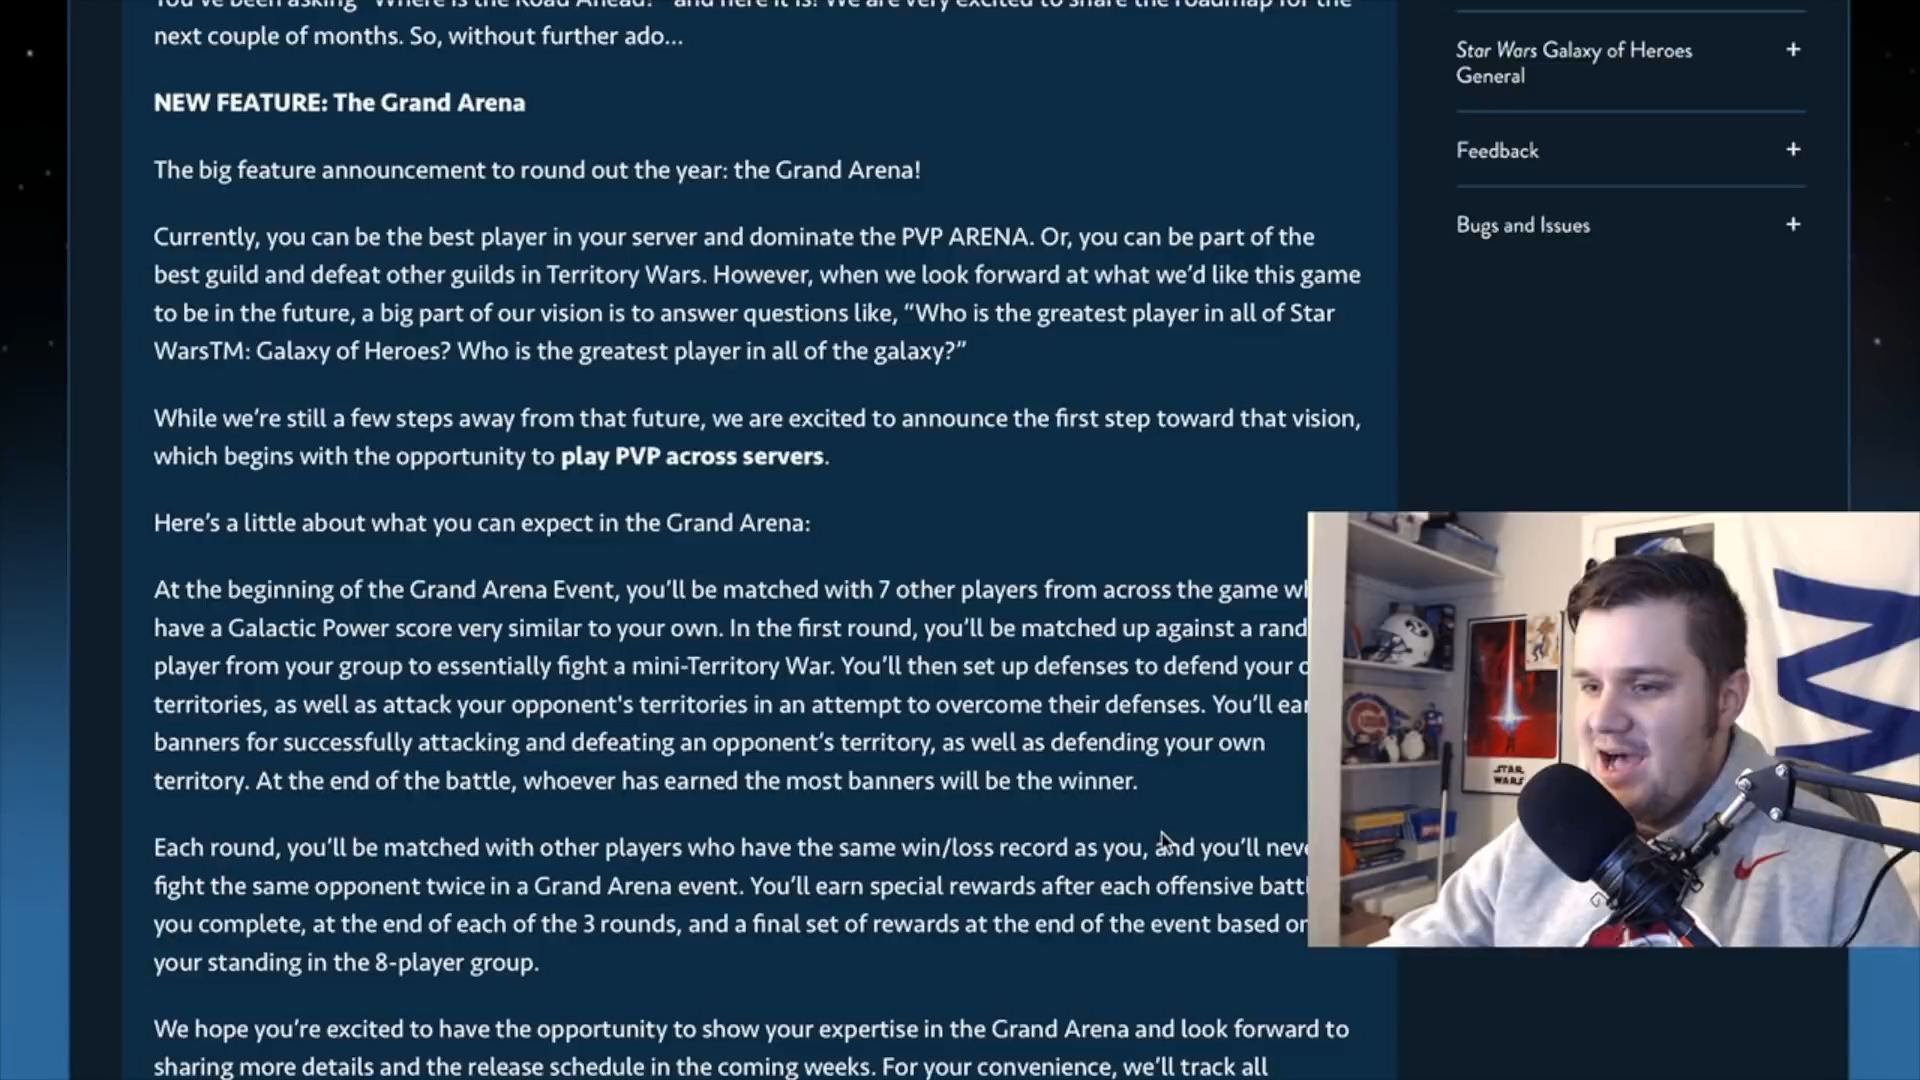 You've been asking "Where is the Road Ahead?" and here it is! We are very excited to share the roadmap for the
next couple of months. So, without further ado...
NEW FEATURE: The Grand Arena
The big feature announcement to round out the year: the Grand Arena!
Currently, you can be the best player in your server and dominate the PVP ARENA. Or, you can be part of the
best guild and defeat other guilds in Territory Wars. However, when we look forward at what we'd like this game
to be in the future, a big part of our vision is to answer questions like, "Who is the greatest player in all of Star
WarsTM: Galaxy of Heroes? Who is the greatest player in all of the galaxy?"
While we're still a few steps away from that future, we are excited to announce the first step toward that vision,
which begins with the opportunity to play PVP across servers.
Here's a little about what you can expect in the Grand Arena:
At the beginning of the Grand Arena Event, you'll be matched with 7 other players from across the game wh
have a Galactic Power score very similar to your own. In the first round, you'll be matched up against a rand
player from your group to essentially fight a mini-Territory War. You'll then set up defenses to defend your o
territories, as well as attack your opponent's territories in an attempt to overcome their defenses. You'll ear
banners for successfully attacking and defeating an opponent's territory, as well as defending your own
territory. At the end of the battle, whoever has earned the most banners will be the winner.
Each round, you'll be matched with other players who have the same win/loss record as you, and you'll neve
fight the same opponent twice in a Grand Arena event. You'll earn special rewards after each offensive battl
you complete, at the end of each of the 3 rounds, and a final set of rewards at the end of the event based on
your standing in the 8-player group.
We hope you're excited to have the opportunity to show your expertise in the Grand Arena and look forward to
sharing more details and the release schedule in the coming weeks. For your convenience, we'll track all
Star Wars Galaxy of Heroes +
General
Feedback +
Bugs and Issues +
STAR
WARS
W